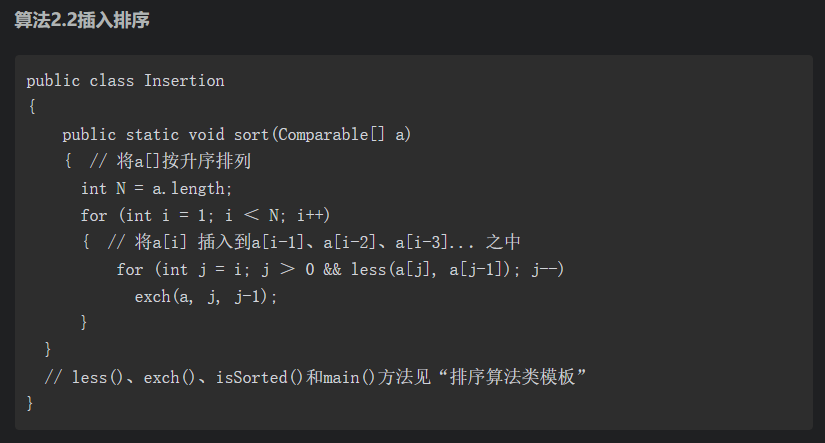 算法2.2插入排序
public class Insertion
{
    public static void sort(Comparable[] a)
    {  // 将a[]按升序排列
      int N = a.length;
      for (int i = 1; i < N; i++)
      {  // 将a[i] 插入到a[i-1]、a[i-2]、a[i-3]... 之中
          for (int j = i; j > 0 && less(a[j], a[j-1]); j--)
            exch(a, j, j-1);
      }
  }
  // less()、exch()、isSorted()和main()方法见“排序算法类模板”
}